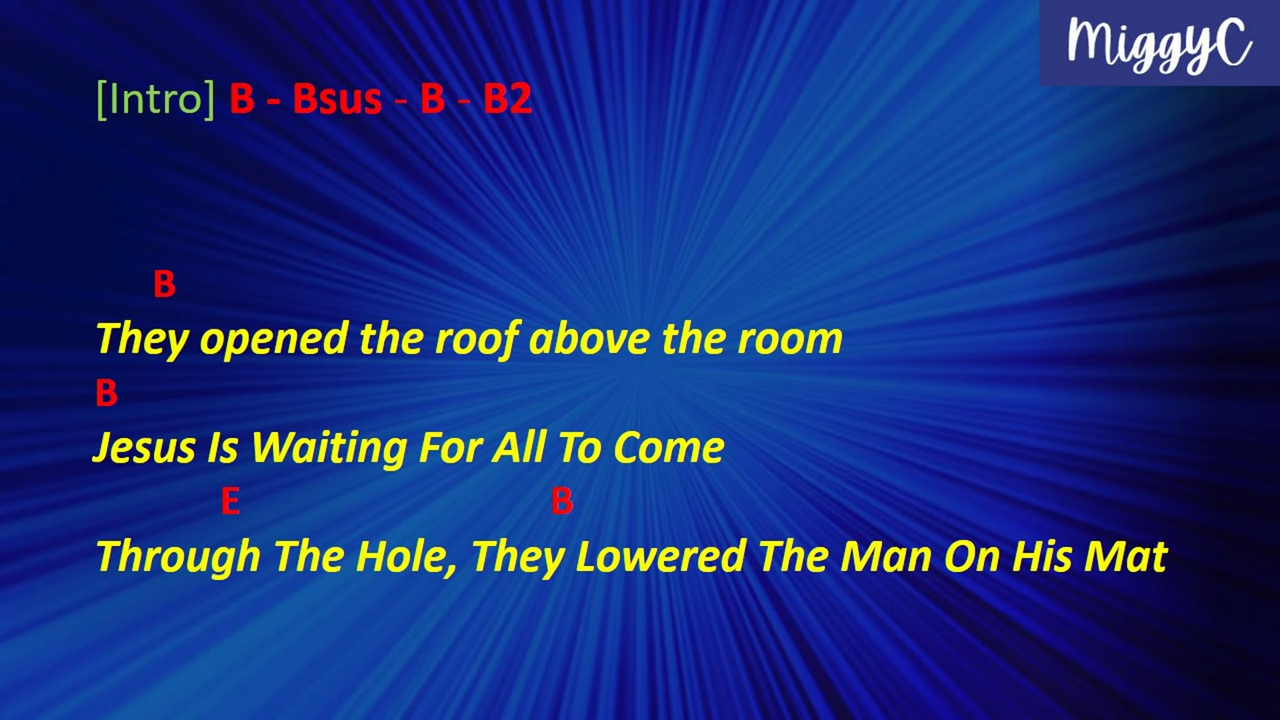 MiggyC
[Intro] B - Bsus - B - B2
B
They opened the roof above the room
B
Jesus Is Waiting For All To Come
E B
Through The Hole, They Lowered The Man On His Mat